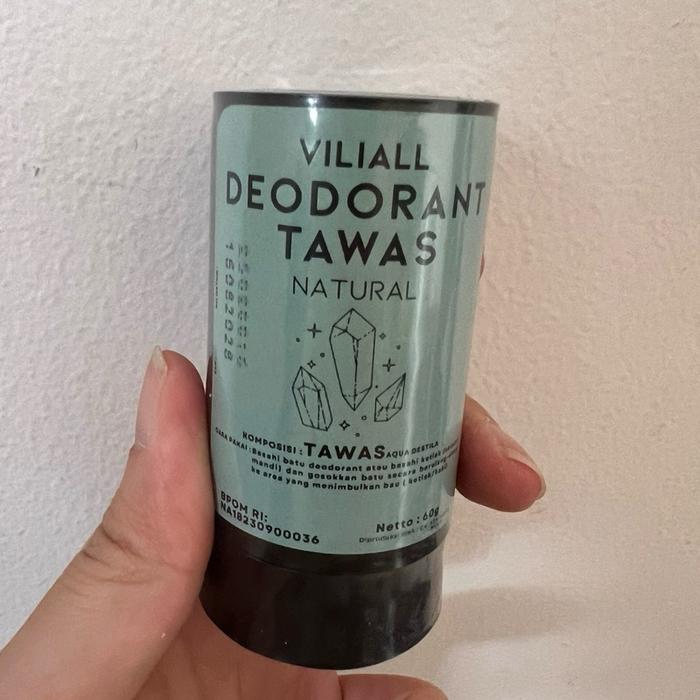 VILIALL
DEODORANT
TAWAS
NATURAL
16082028
KOMPOSISI : TAWAS AQUA DESTILA
CARA PAKAI : Basahi batu deodorant atau basahi ketiak
mandi) dan gosokkan batu secara
ke area yang menimbulkan bau ( ketiak/kaki)
BPOM RI:
NA18230900036
Netto : 60g